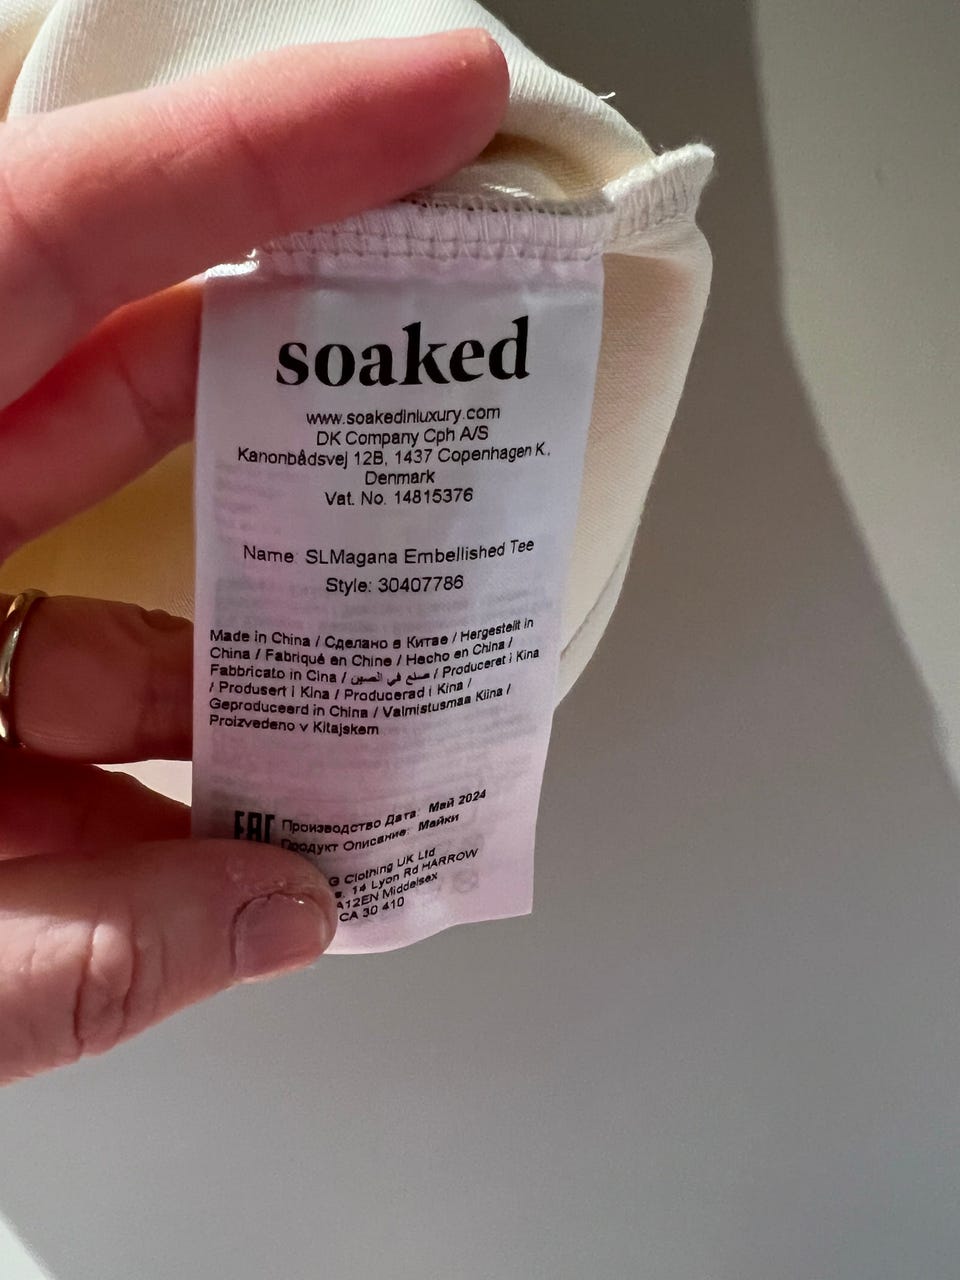 soaked
www.soakedinluxury.com
DK Company Cph A/S
Kanonbådsvej 12B, 1437 Copenhagen K.
Denmark
Vat. No. 14815376
Name: SLMagana Embellished Tee
Style: 30407786
Made in China / Сделано в Китае / Hergestellt in
China / Fabriqué en Chine / Hecho en China /
Fabbricato in Cina / صنع في الصين / Produceret i Kina
/ Produsert i Kina / Producerad i Kina /
Geproduceerd in China / Valmistusmaa Kiina /
Proizvedeno v Kitajskem
EAC Производство Дата: Май 2024
Продукт Описание: Майки
G Clothing UK Ltd
14 Lyon Rd HARROW
A12EN Middelsex
CA 30 410